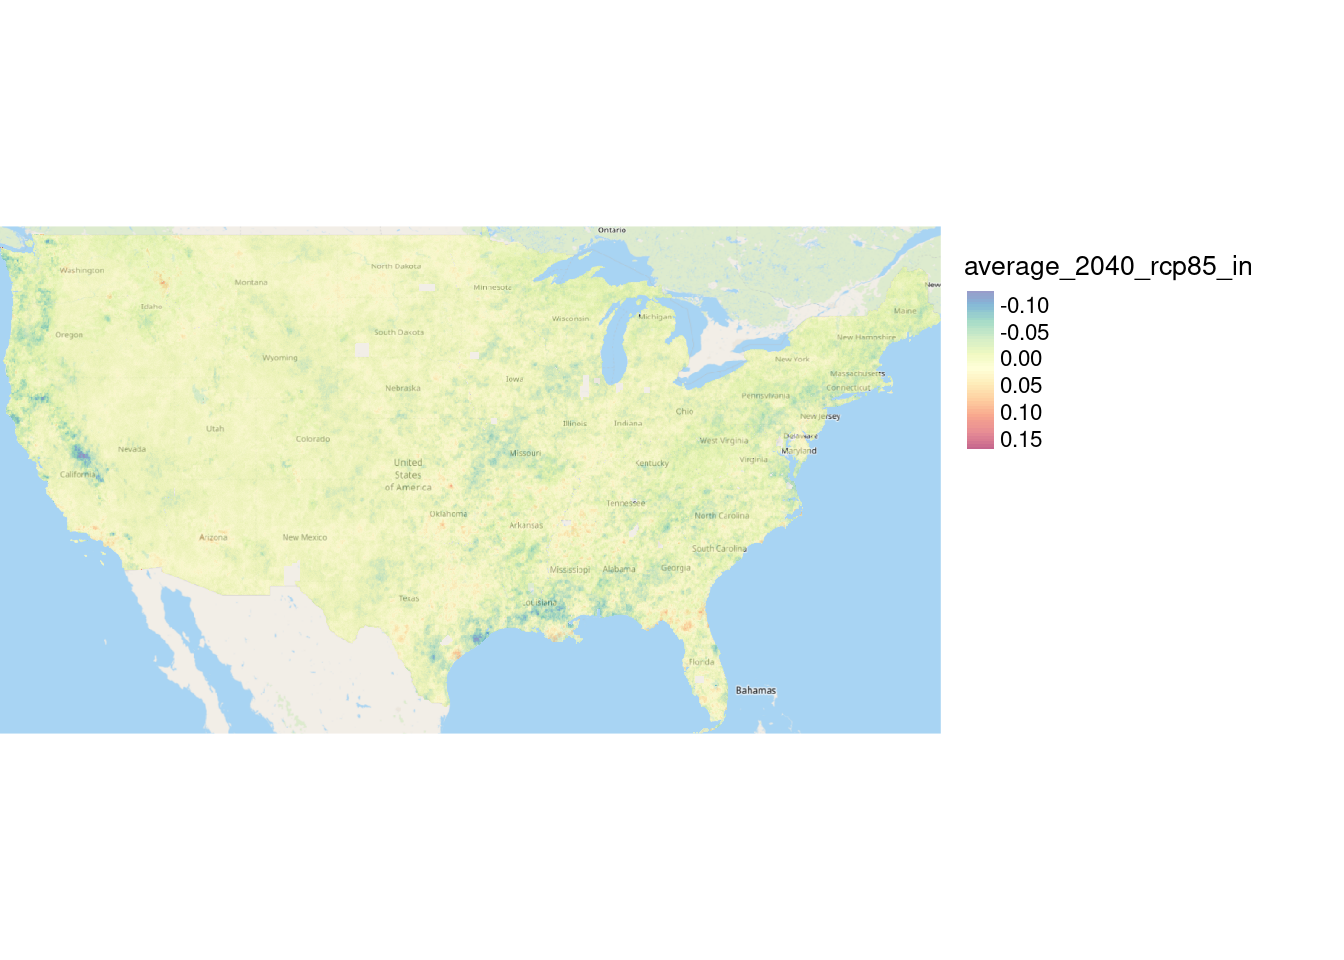 Ontario
average_2040_rcp85_in
Washington
North Dakota
Montana
Minnesota
New
-0.10
Idaho
Maine
-0.05
Oregon
South Dakota
Wisconsin
Michigan
New Hampshire
0.00
Wyoming
New York
Massachusetts
0.05
Nebraska
Iowa
Connecticut
Pennsylvania
0.10
Ohio
New Jersey
Illinois
Indiana
Utah
Colorado
West Virginia
Delaware
0.15
Nevada
Missouri
Maryland
United
States
of America
Kentucky
Virginia
California
Tennessee
Oklahoma
North Carolina
Arkansas
Arizona
New Mexico
South Carolina
Mississippi
Alabama
Georgia
Texas
Louisiana
Florida
Bahamas